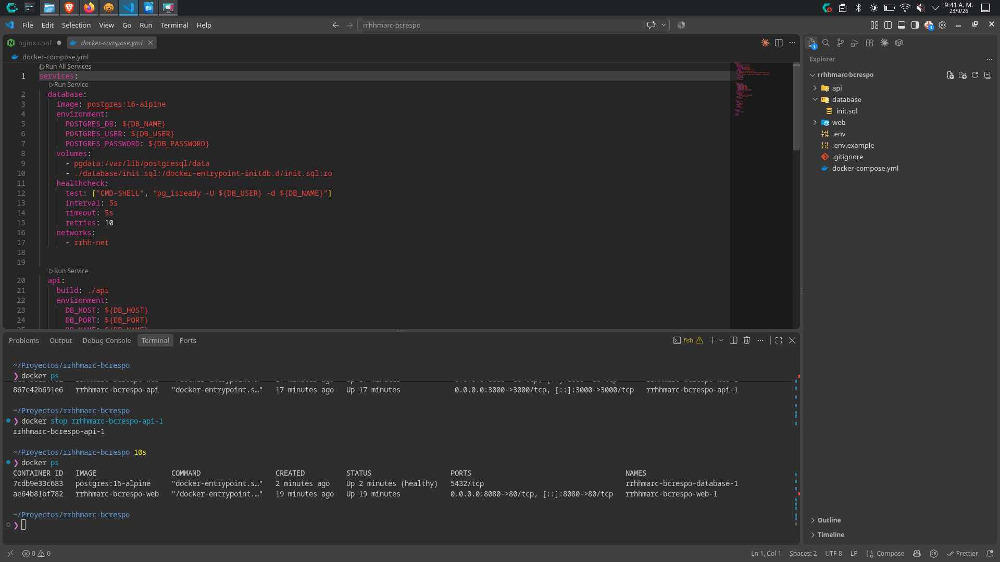 9:41 A. M.
23/9/26
File Edit Selection View Go Run Terminal Help
rrhhmarc-bcrespo
1
nginx.conf
docker-compose.yml
1
docker-compose.yml
Explorer
Run All Services
1 services:
Run Service
2 database:
3 image: postgres:16-alpine
4 environment:
5 POSTGRES_DB: ${DB_NAME}
6 POSTGRES_USER: ${DB_USER}
7 POSTGRES_PASSWORD: ${DB_PASSWORD}
8 volumes:
9 - pgdata:/var/lib/postgresql/data
10 - ./database/init.sql:/docker-entrypoint-initdb.d/init.sql:ro
11 healthcheck:
12 test: ["CMD-SHELL", "pg_isready -U ${DB_USER} -d ${DB_NAME}"]
13 interval: 5s
14 timeout: 5s
15 retries: 10
16 networks:
17 - rrhh-net
18
19
Run Service
20 api:
21 build: ./api
22 environment:
23 DB_HOST: ${DB_HOST}
24 DB_PORT: ${DB_PORT}
25 DB_NAME: ${DB_NAME}
rrhhmarc-bcrespo
api
database
init.sql
web
.env
.env.example
.gitignore
docker-compose.yml
Problems Output Debug Console Terminal Ports
fish
~/Proyectos/rrhhmarc-bcrespo
❯ docker ps
867c42b691e6 rrhhmarc-bcrespo-api "docker-entrypoint.s…" 17 minutes ago Up 17 minutes 0.0.0.0:3000->3000/tcp, [::]:3000->3000/tcp rrhhmarc-bcrespo-api-1
~/Proyectos/rrhhmarc-bcrespo
❯ docker stop rrhhmarc-bcrespo-api-1
rrhhmarc-bcrespo-api-1
~/Proyectos/rrhhmarc-bcrespo 10s
❯ docker ps
CONTAINER ID IMAGE COMMAND CREATED STATUS PORTS NAMES
7cdb9e33c683 postgres:16-alpine "docker-entrypoint.s…" 2 minutes ago Up 2 minutes (healthy) 5432/tcp rrhhmarc-bcrespo-database-1
ae64b81bf782 rrhhmarc-bcrespo-web "/docker-entrypoint.…" 19 minutes ago Up 19 minutes 0.0.0.0:8080->80/tcp, [::]:8080->80/tcp rrhhmarc-bcrespo-web-1
~/Proyectos/rrhhmarc-bcrespo
❯
Outline
Timeline
0 0
Ln 1, Col 1 Spaces: 2 UTF-8 LF Compose Prettier